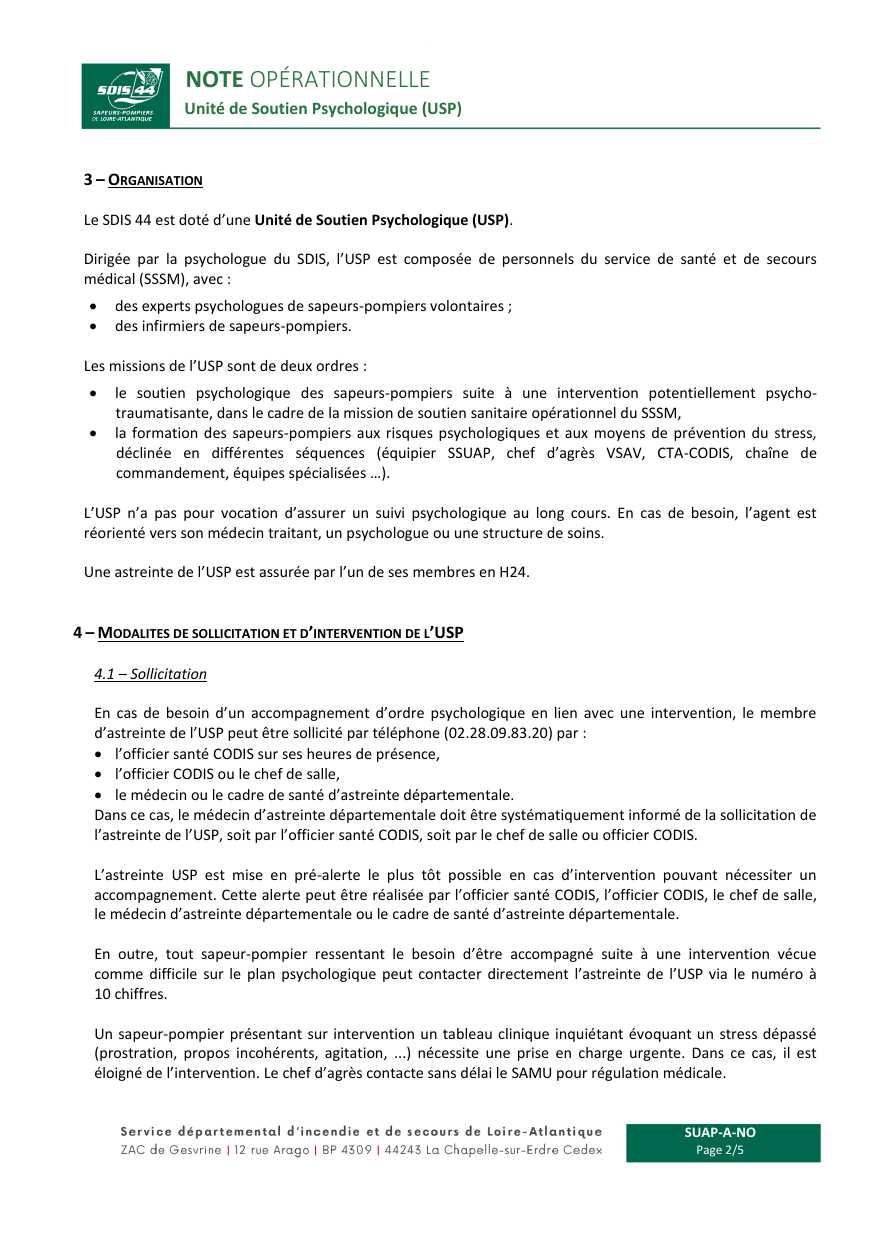 SDIS 44
SAPEURS-POMPIERS
DE LOIRE-ATLANTIQUE
NOTE OPÉRATIONNELLE
Unité de Soutien Psychologique (USP)
3 – ORGANISATION
Le SDIS 44 est doté d’une Unité de Soutien Psychologique (USP).
Dirigée par la psychologue du SDIS, l’USP est composée de personnels du service de santé et de secours
médical (SSSM), avec :
• des experts psychologues de sapeurs-pompiers volontaires ;
• des infirmiers de sapeurs-pompiers.
Les missions de l’USP sont de deux ordres :
• le soutien psychologique des sapeurs-pompiers suite à une intervention potentiellement psycho-
traumatisante, dans le cadre de la mission de soutien sanitaire opérationnel du SSSM,
• la formation des sapeurs-pompiers aux risques psychologiques et aux moyens de prévention du stress,
déclinée en différentes séquences (équipier SSUAP, chef d’agrès VSAV, CTA-CODIS, chaîne de
commandement, équipes spécialisées …).
L’USP n’a pas pour vocation d’assurer un suivi psychologique au long cours. En cas de besoin, l’agent est
réorienté vers son médecin traitant, un psychologue ou une structure de soins.
Une astreinte de l’USP est assurée par l’un de ses membres en H24.
4 – MODALITES DE SOLLICITATION ET D’INTERVENTION DE L’USP
4.1 – Sollicitation
En cas de besoin d’un accompagnement d’ordre psychologique en lien avec une intervention, le membre
d’astreinte de l’USP peut être sollicité par téléphone (02.28.09.83.20) par :
• l’officier santé CODIS sur ses heures de présence,
• l’officier CODIS ou le chef de salle,
• le médecin ou le cadre de santé d’astreinte départementale.
Dans ce cas, le médecin d’astreinte départementale doit être systématiquement informé de la sollicitation de
l’astreinte de l’USP, soit par l’officier santé CODIS, soit par le chef de salle ou officier CODIS.
L’astreinte USP est mise en pré-alerte le plus tôt possible en cas d’intervention pouvant nécessiter un
accompagnement. Cette alerte peut être réalisée par l’officier santé CODIS, l’officier CODIS, le chef de salle,
le médecin d’astreinte départementale ou le cadre de santé d’astreinte départementale.
En outre, tout sapeur-pompier ressentant le besoin d’être accompagné suite à une intervention vécue
comme difficile sur le plan psychologique peut contacter directement l’astreinte de l’USP via le numéro à
10 chiffres.
Un sapeur-pompier présentant sur intervention un tableau clinique inquiétant évoquant un stress dépassé
(prostration, propos incohérents, agitation, ...) nécessite une prise en charge urgente. Dans ce cas, il est
éloigné de l’intervention. Le chef d’agrès contacte sans délai le SAMU pour régulation médicale.
Service départemental d’incendie et de secours de Loire-Atlantique
ZAC de Gesvrine | 12 rue Arago | BP 4309 | 44243 La Chapelle-sur-Erdre Cedex
SUAP-A-NO
Page 2/5